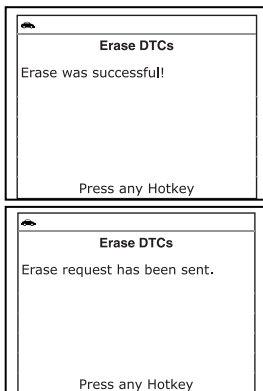 Erase DTCs
Erase was successful!
Press any Hotkey
Erase DTCs
Erase request has been sent.
Press any Hotkey